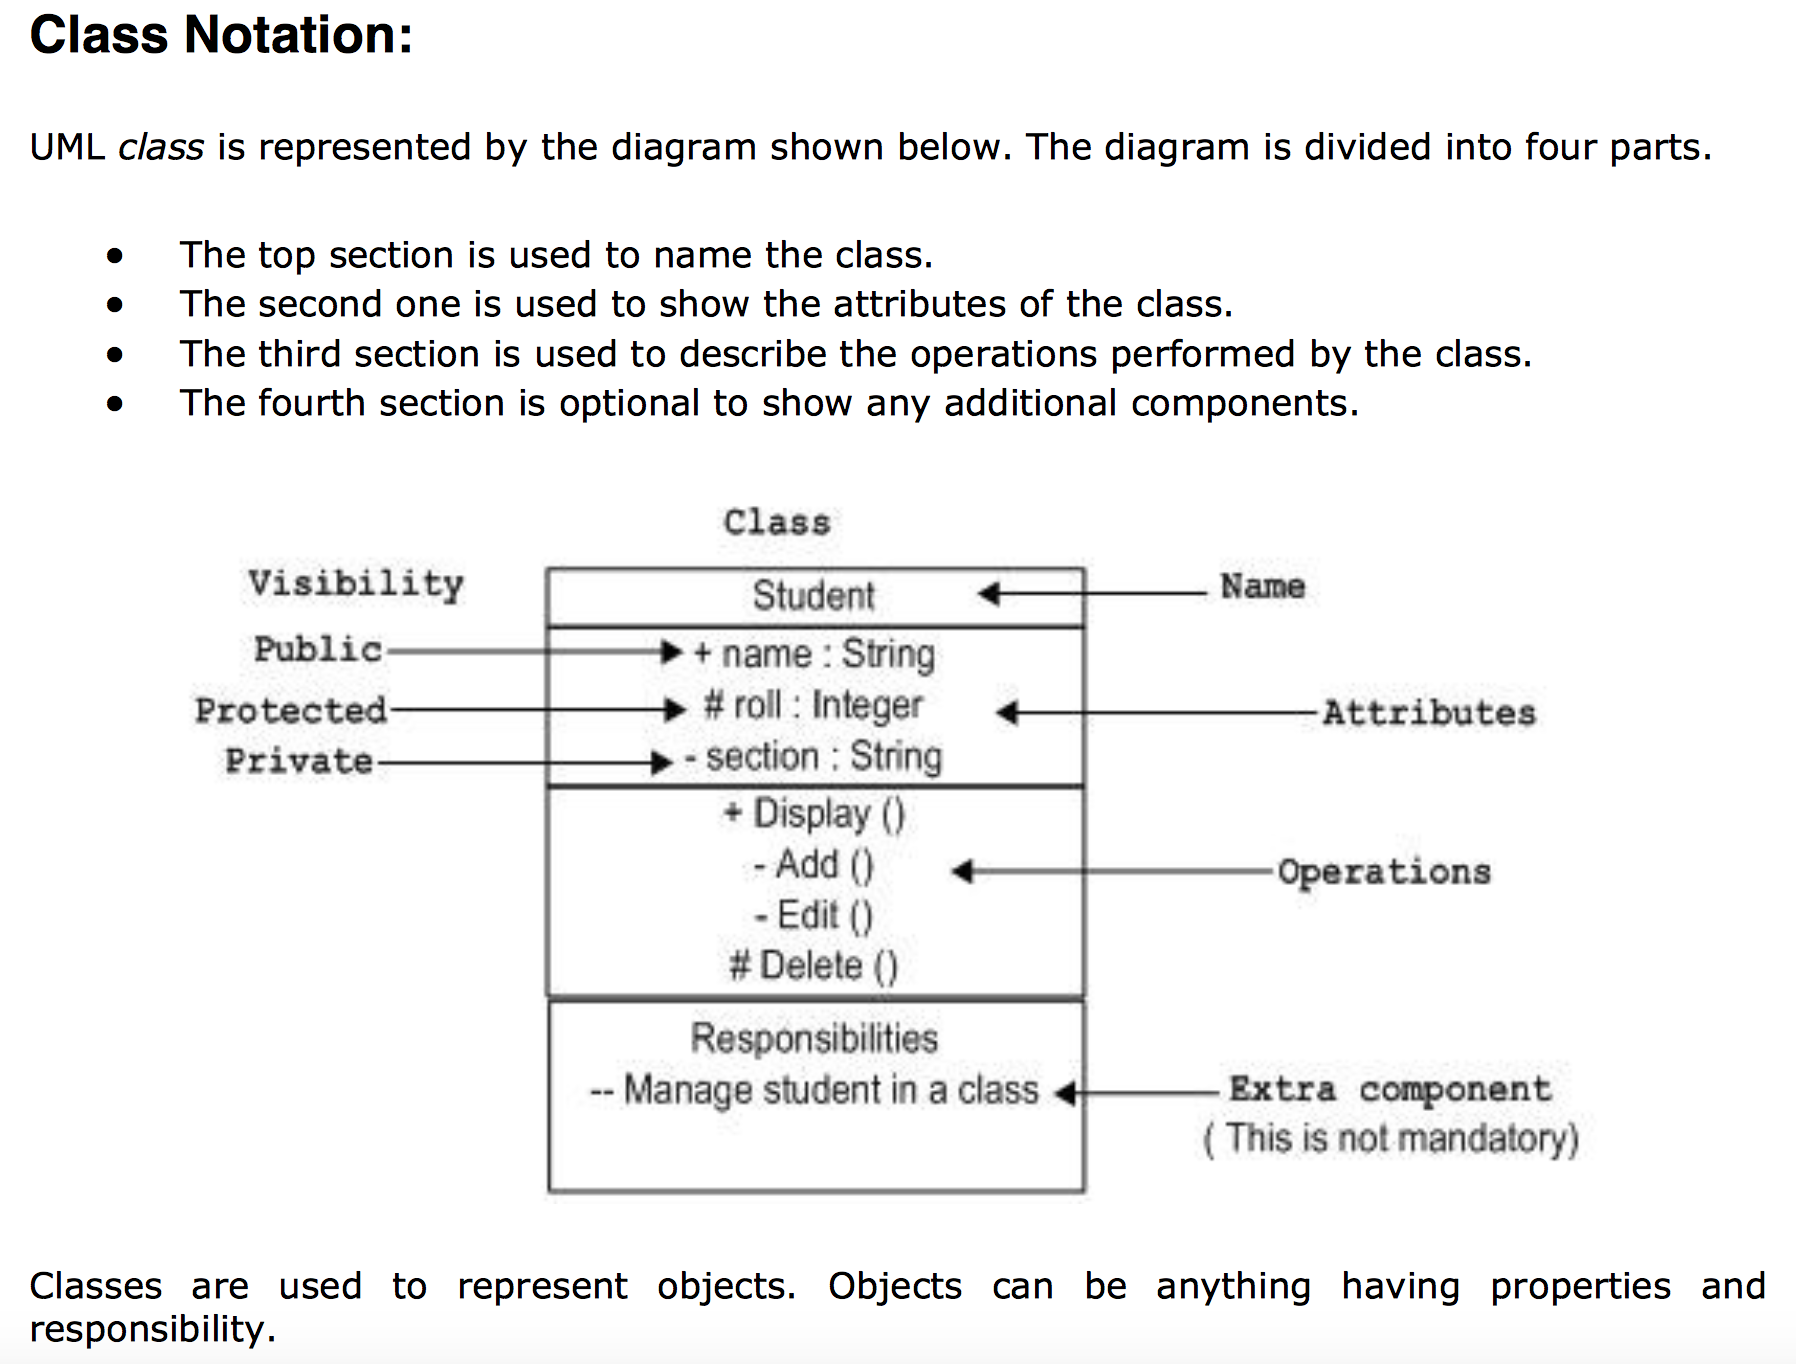 Class Notation:
UML class is represented by the diagram shown below. The diagram is divided into four parts.
• The top section is used to name the class.
• The second one is used to show the attributes of the class.
• The third section is used to describe the operations performed by the class.
• The fourth section is optional to show any additional components.
Class
Visibility
Student
Name
Public
+ name : String
Protected
# roll : Integer
Attributes
Private
- section : String
+ Display ()
- Add ()
Operations
- Edit ()
# Delete ()
Responsibilities
-- Manage student in a class
Extra component
( This is not mandatory)
Classes are used to represent objects. Objects can be anything having properties and
responsibility.